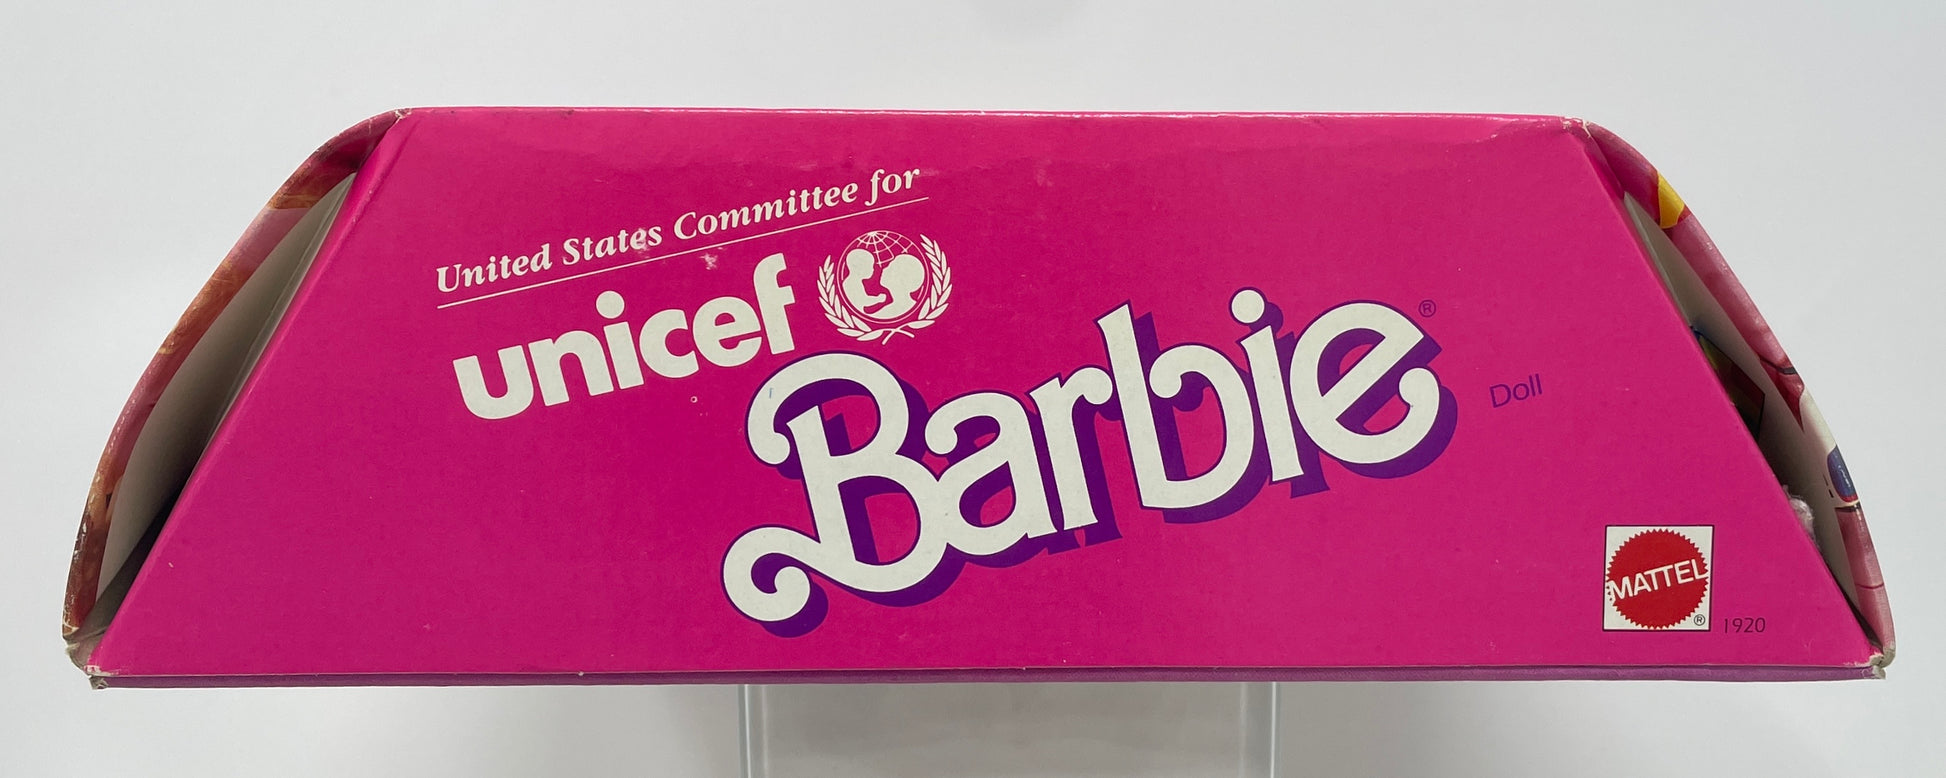 United States Committee for
unicef
Barbie®
Doll
MATTEL
®
1920